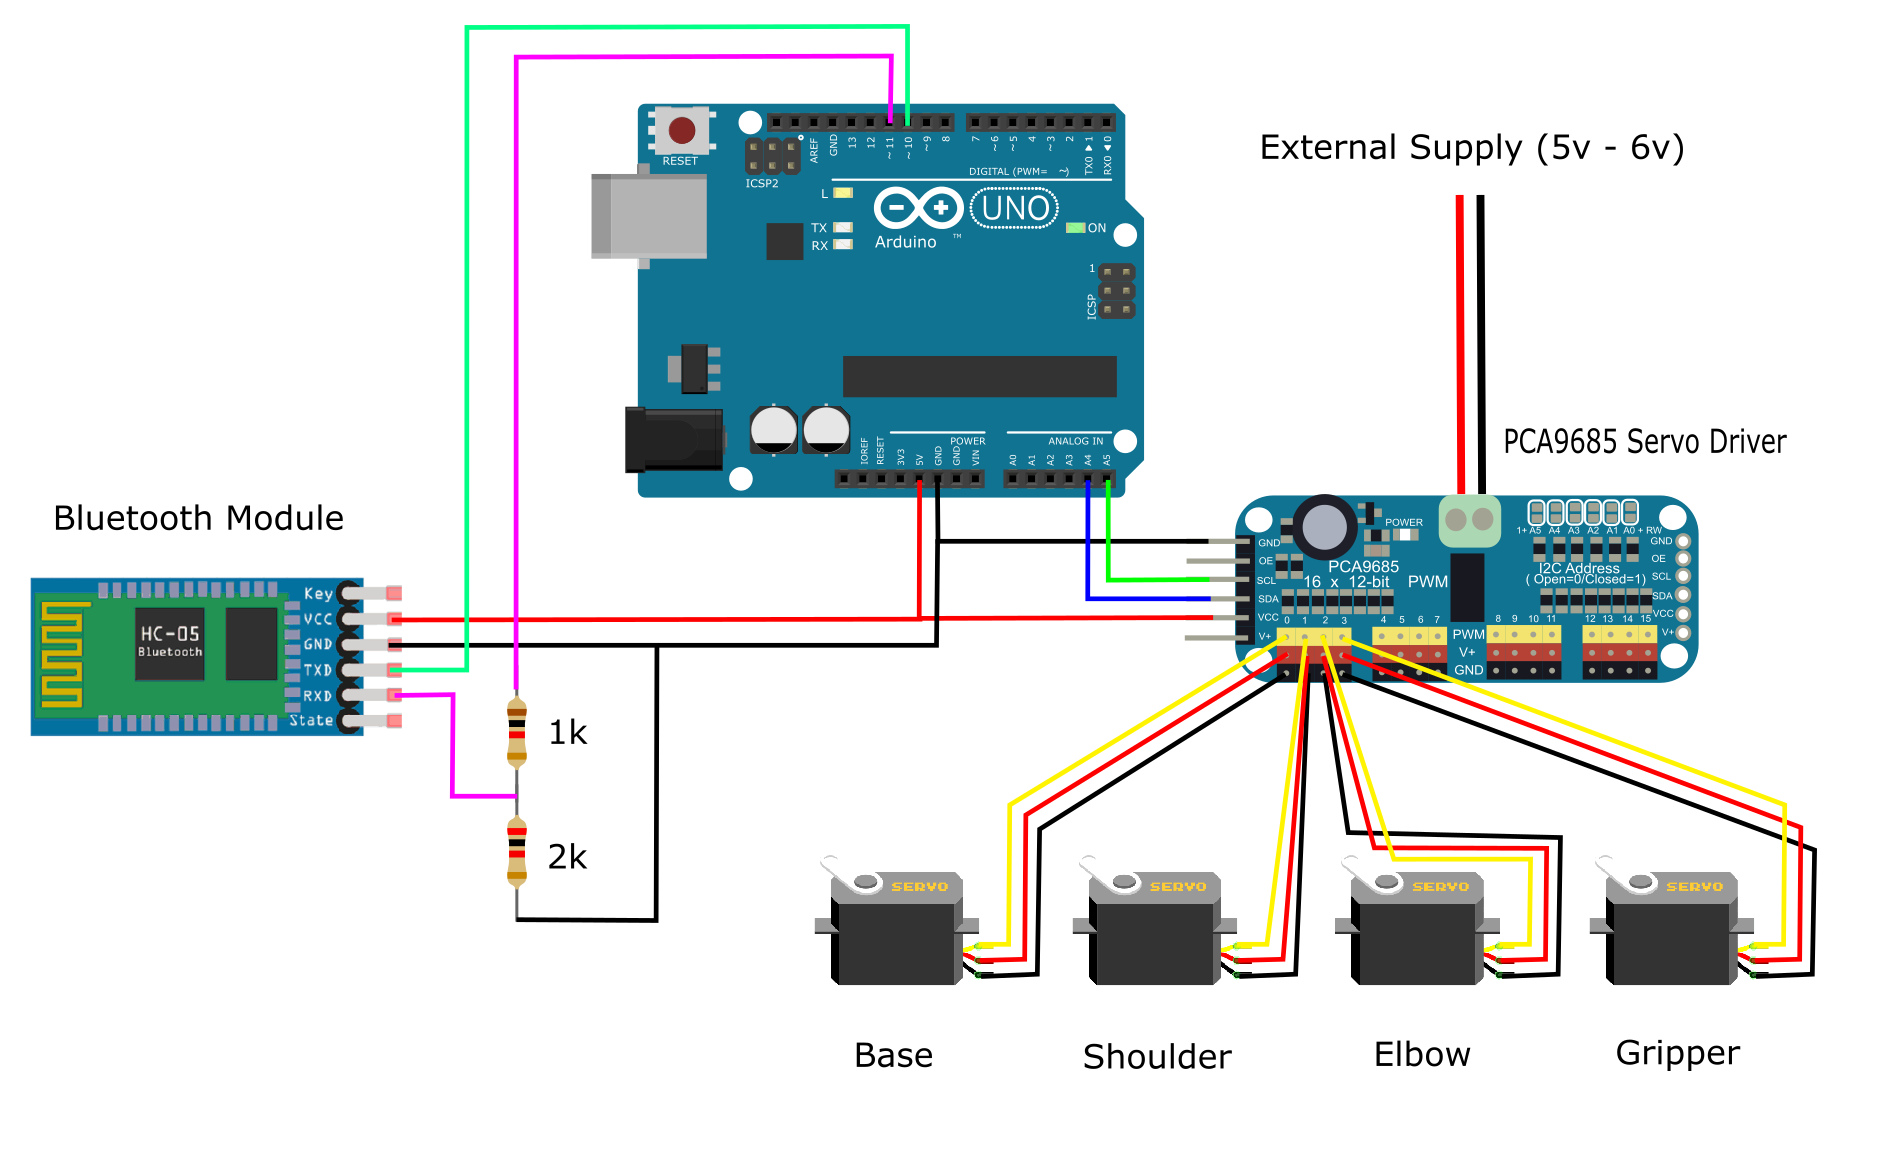 External Supply (5v - 6v)
PCA9685 Servo Driver
Bluetooth Module
RESET
ICSP2
AREF
GND
13
12
~11
~10
~9
8
7
~6
~5
4
~3
2
TX0 1
RX0 0
DIGITAL (PWM= ~)
L
TX
RX
UNO
Arduino
TM
ON
1
ICSP
IOREF
RESET
3V3
5V
GND
GND
VIN
POWER
ANALOG IN
A0
A1
A2
A3
A4
A5
HC-05
Bluetooth
Key
VCC
GND
TXD
RXD
State
1k
2k
GND
OE
SCL
SDA
VCC
V+
POWER
PCA9685
16 x 12-bit PWM
1+ A5 A4 A3 A2 A1 A0 + RW
I2C Address
( Open=0/Closed=1)
GND
OE
SCL
SDA
VCC
V+
0 1 2 3 4 5 6 7 8 9 10 11 12 13 14 15
PWM
V+
GND
SERVO
SERVO
SERVO
SERVO
Base
Shoulder
Elbow
Gripper